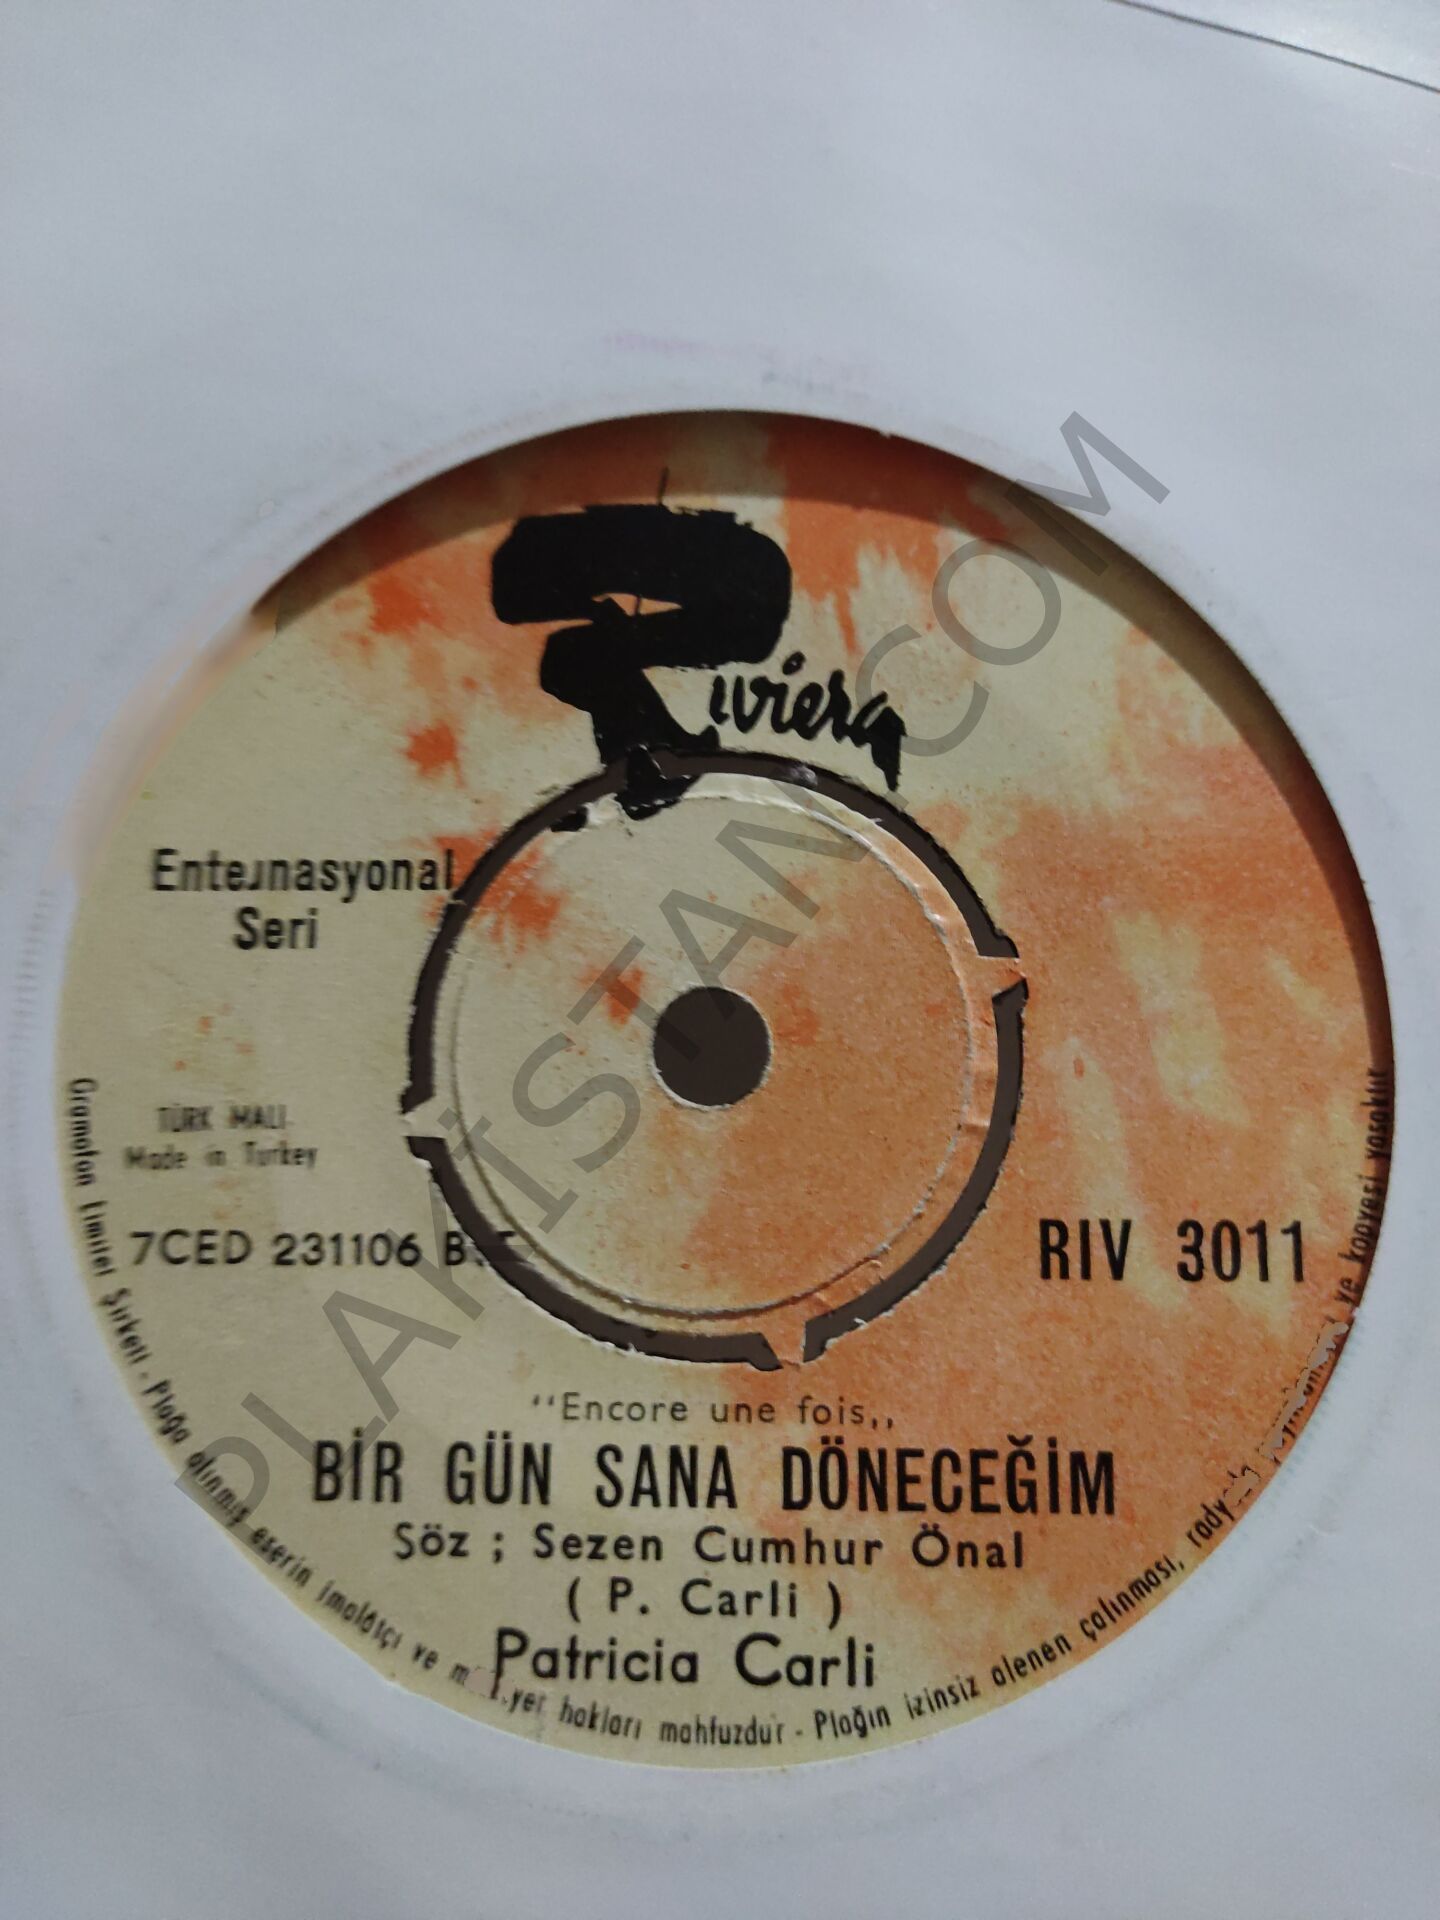 Riviera
Enternasyonal
Seri
TÜRK MALI
Made in Turkey
7CED 231106
RIV 3011
"Encore une fois,,
BİR GÜN SANA DÖNECEĞİM
Söz ; Sezen Cumhur Önal
( P. Carli )
Patricia Carli
Gramofon Limitet Şirketi - Plağa alınmış eserin imalâtçı ve hakları mahfuzdur - Plağın izinsiz alenen çalınması, ve kopyesi yasaktır
PLAKİSTAN.COM